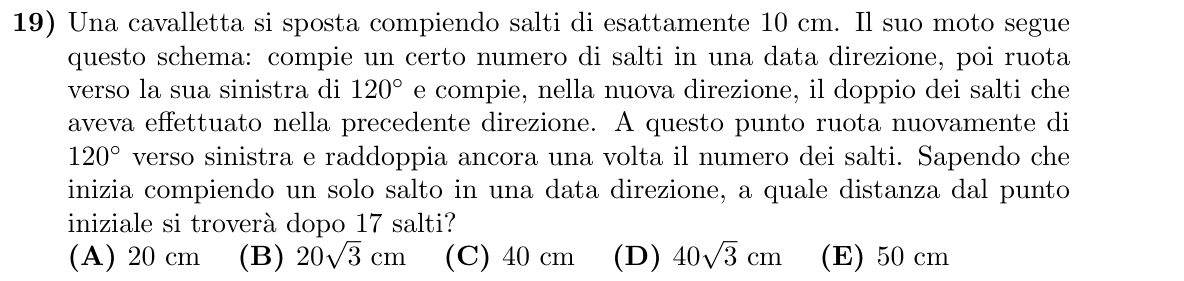 19) Una cavalletta si sposta compiendo salti di esattamente 10 cm. Il suo moto segue
questo schema: compie un certo numero di salti in una data direzione, poi ruota
verso la sua sinistra di 120° e compie, nella nuova direzione, il doppio dei salti che
aveva effettuato nella precedente direzione. A questo punto ruota nuovamente di
120° verso sinistra e raddoppia ancora una volta il numero dei salti. Sapendo che
inizia compiendo un solo salto in una data direzione, a quale distanza dal punto
iniziale si troverà dopo 17 salti?
(A) 20 cm (B) 20√3 cm (C) 40 cm (D) 40√3 cm (E) 50 cm